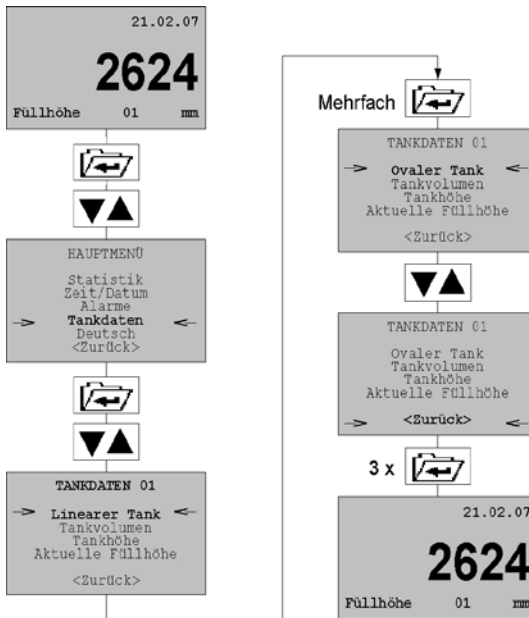 21.02.07
2624
Füllhöhe 01 mm
HAUPTMENÜ
Statistik
Zeit/Datum
Alarme
-> Tankdaten <-
Deutsch
<Zurück>
TANKDATEN 01
-> Linearer Tank <-
Tankvolumen
Tankhöhe
Aktuelle Füllhöhe
<Zurück>
Mehrfach
TANKDATEN 01
-> Ovaler Tank <-
Tankvolumen
Tankhöhe
Aktuelle Füllhöhe
<Zurück>
TANKDATEN 01
Ovaler Tank
Tankvolumen
Tankhöhe
Aktuelle Füllhöhe
-> <Zurück> <-
3 x
21.02.07
2624
Füllhöhe 01 mm